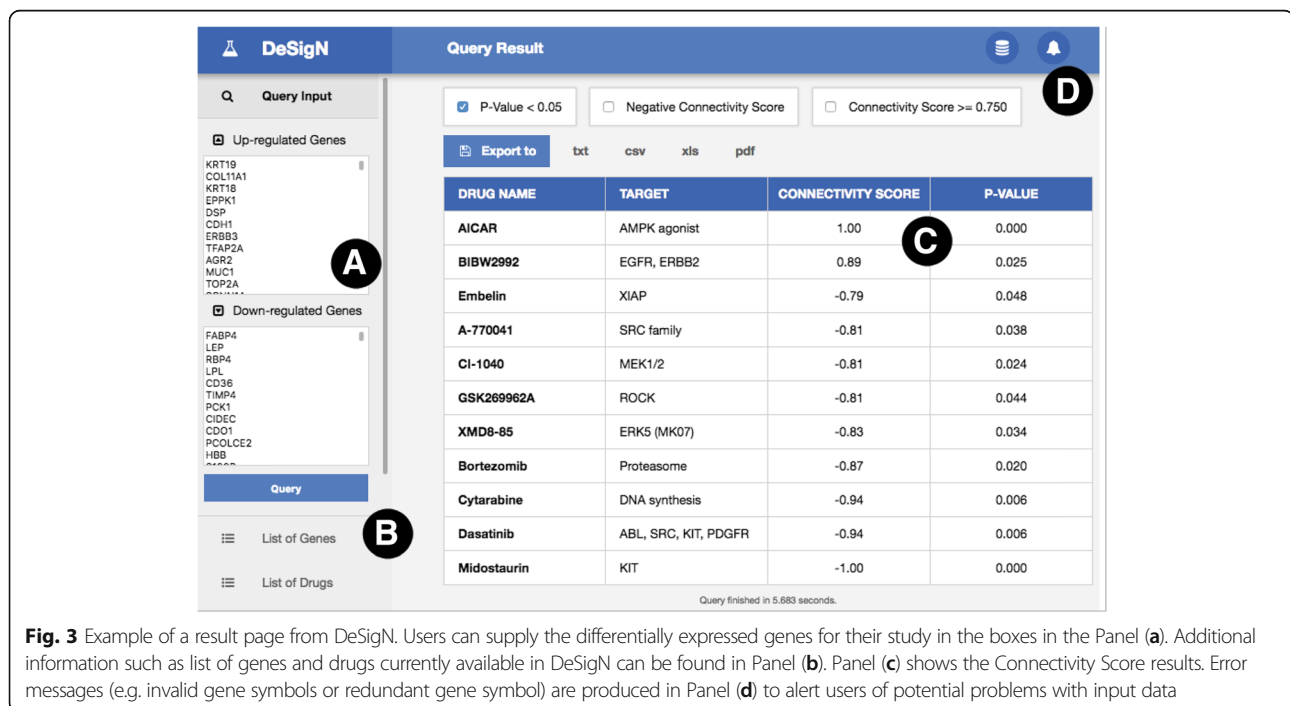 DeSigN
Query Result
Query Input
D
P-Value < 0.05
Negative Connectivity Score
Connectivity Score >= 0.750
Up-regulated Genes
Export to txt csv xls pdf
KRT19
COL11A1
KRT18
EPPK1
DSP
CDH1
ERBB3
TFAP2A
AGR2
MUC1
TOP2A
A
Down-regulated Genes
FABP4
LEP
RBP4
LPL
CD36
TIMP4
PCK1
CIDEC
CDO1
PCOLCE2
HBB
Query
List of Genes
B
List of Drugs
DRUG NAME TARGET CONNECTIVITY SCORE P-VALUE
C
AICAR AMPK agonist 1.00 0.000
BIBW2992 EGFR, ERBB2 0.89 0.025
Embelin XIAP -0.79 0.048
A-770041 SRC family -0.81 0.038
CI-1040 MEK1/2 -0.81 0.024
GSK269962A ROCK -0.81 0.044
XMD8-85 ERK5 (MK07) -0.83 0.034
Bortezomib Proteasome -0.87 0.020
Cytarabine DNA synthesis -0.94 0.006
Dasatinib ABL, SRC, KIT, PDGFR -0.94 0.006
Midostaurin KIT -1.00 0.000
Query finished in 5.683 seconds.
Fig. 3 Example of a result page from DeSigN. Users can supply the differentially expressed genes for their study in the boxes in the Panel (a). Additional
information such as list of genes and drugs currently available in DeSigN can be found in Panel (b). Panel (c) shows the Connectivity Score results. Error
messages (e.g. invalid gene symbols or redundant gene symbol) are produced in Panel (d) to alert users of potential problems with input data